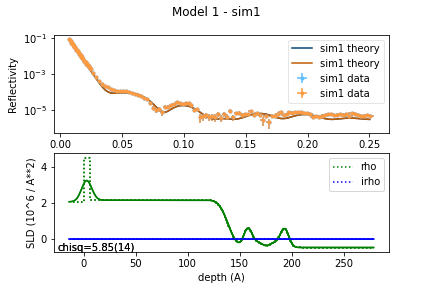 Model 1 - sim1
Reflectivity
10⁻¹
10⁻³
10⁻⁵
sim1 theory
sim1 theory
sim1 data
sim1 data
0.00 0.05 0.10 0.15 0.20 0.25
SLD (10^6 / A**2)
4
2
0
rho
irho
chisq=5.85(14)
0 50 100 150 200 250
depth (A)